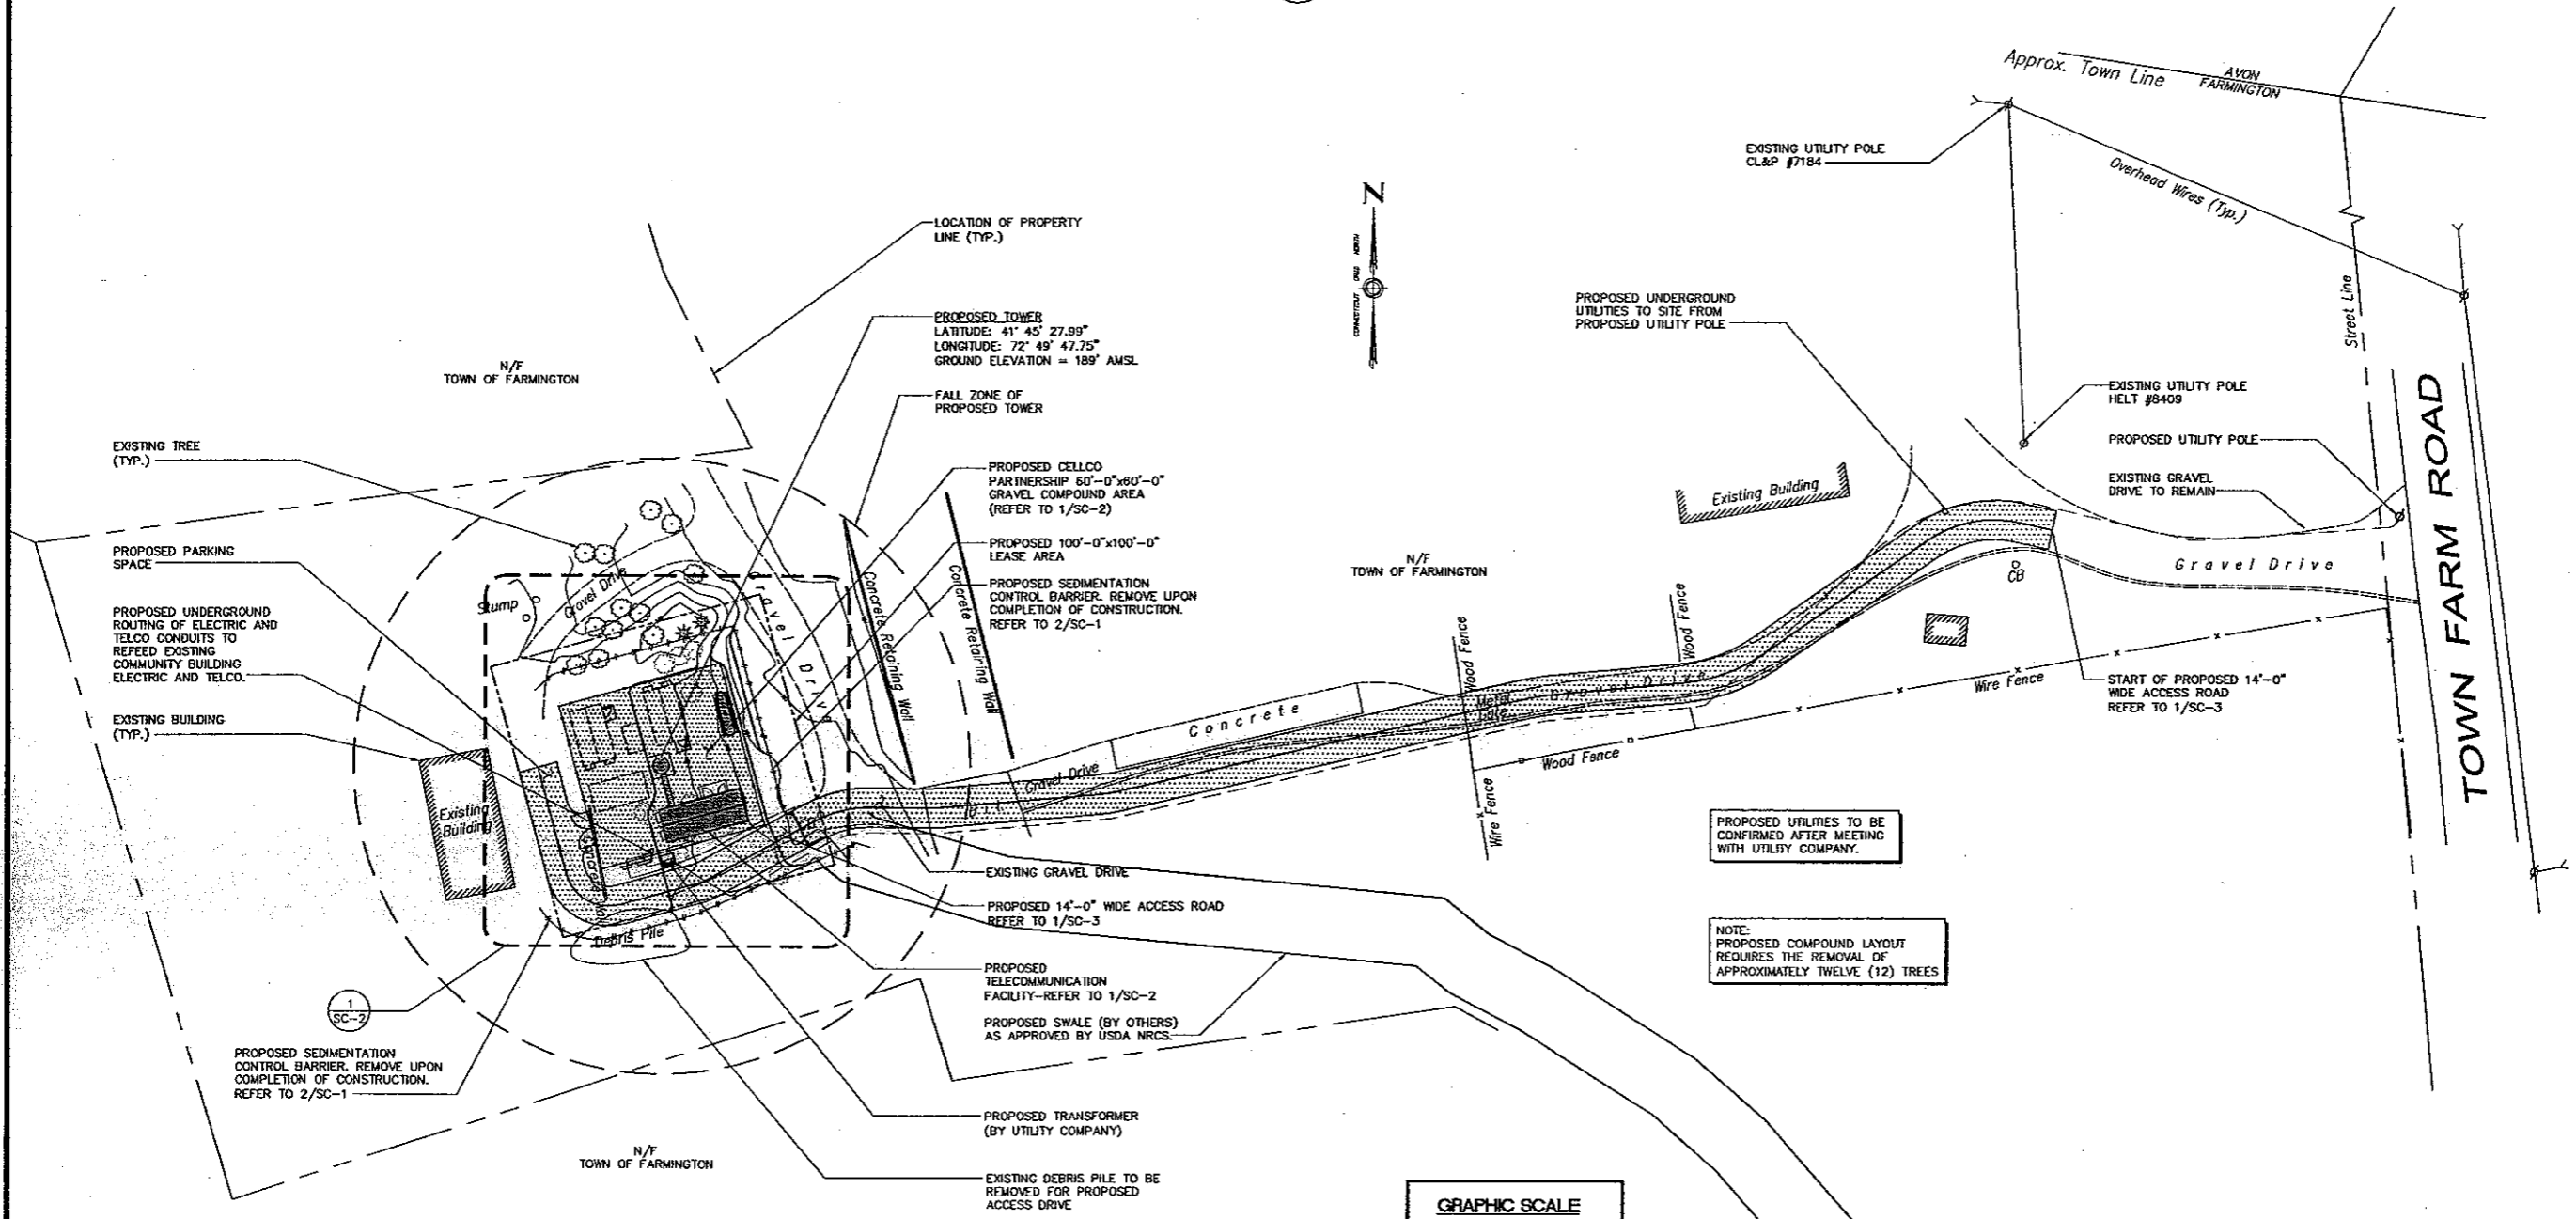 Approx. Town Line
AVON
FARMINGTON
EXISTING UTILITY POLE
CL&P #7184
Overhead Wires (Typ.)
N
CONNECTICUT GRID NORTH
LOCATION OF PROPERTY
LINE (TYP.)
PROPOSED TOWER
LATITUDE: 41° 45' 27.99"
LONGITUDE: 72° 49' 47.75"
GROUND ELEVATION = 189' AMSL
N/F
TOWN OF FARMINGTON
FALL ZONE OF
PROPOSED TOWER
PROPOSED UNDERGROUND
UTILITIES TO SITE FROM
PROPOSED UTILITY POLE
Street Line
EXISTING UTILITY POLE
HELT #8409
PROPOSED UTILITY POLE
EXISTING GRAVEL
DRIVE TO REMAIN
TOWN FARM ROAD
EXISTING TREE
(TYP.)
PROPOSED CELLCO
PARTNERSHIP 60'-0"x60'-0"
GRAVEL COMPOUND AREA
(REFER TO 1/SC-2)
Existing Building
PROPOSED PARKING
SPACE
PROPOSED 100'-0"x100'-0"
LEASE AREA
N/F
TOWN OF FARMINGTON
Gravel Drive
CB
PROPOSED SEDIMENTATION
CONTROL BARRIER. REMOVE UPON
COMPLETION OF CONSTRUCTION.
REFER TO 2/SC-1
Stump
Gravel Drive
Gravel Drive
Concrete Retaining Wall
Concrete Retaining Wall
PROPOSED UNDERGROUND
ROUTING OF ELECTRIC AND
TELCO CONDUITS TO
REFEED EXISTING
COMMUNITY BUILDING
ELECTRIC AND TELCO.
Wood Fence
Wood Fence
Wire Fence
START OF PROPOSED 14'-0"
WIDE ACCESS ROAD
REFER TO 1/SC-3
EXISTING BUILDING
(TYP.)
Metal
Gate
Gravel Drive
Concrete
Wood Fence
Wire Fence
Gravel Drive
Bit.
Existing
Building
Concrete Wall
Debris Pile
PROPOSED UTILITIES TO BE
CONFIRMED AFTER MEETING
WITH UTILITY COMPANY.
EXISTING GRAVEL DRIVE
PROPOSED 14'-0" WIDE ACCESS ROAD
REFER TO 1/SC-3
NOTE:
PROPOSED COMPOUND LAYOUT
REQUIRES THE REMOVAL OF
APPROXIMATELY TWELVE (12) TREES
PROPOSED
TELECOMMUNICATION
FACILITY-REFER TO 1/SC-2
1
SC-2
PROPOSED SWALE (BY OTHERS)
AS APPROVED BY USDA NRCS.
PROPOSED SEDIMENTATION
CONTROL BARRIER. REMOVE UPON
COMPLETION OF CONSTRUCTION.
REFER TO 2/SC-1
PROPOSED TRANSFORMER
(BY UTILITY COMPANY)
N/F
TOWN OF FARMINGTON
EXISTING DEBRIS PILE TO BE
REMOVED FOR PROPOSED
ACCESS DRIVE
GRAPHIC SCALE